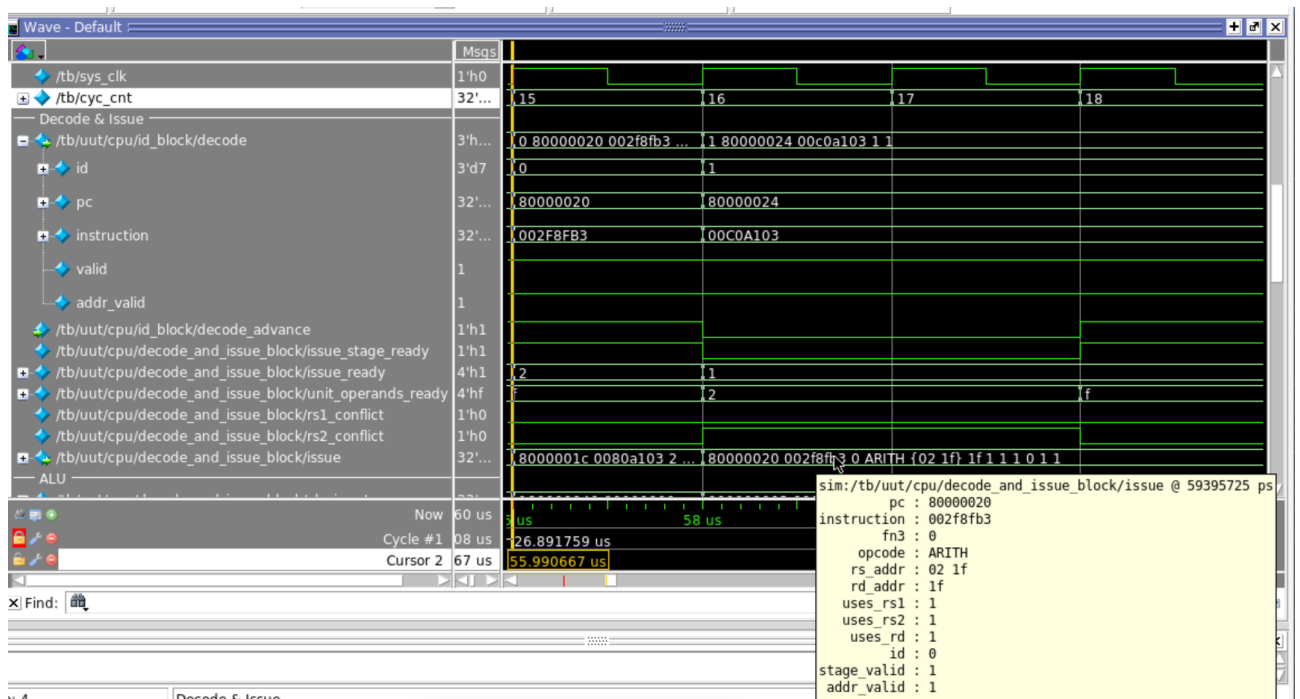 Wave - Default
Msgs
/tb/sys_clk 1'h0
/tb/cyc_cnt 32'... 15 16 17 18
Decode & Issue
/tb/uut/cpu/id_block/decode 3'h... 0 80000020 002f8fb3 ... 1 80000024 00c0a103 1 1
id 3'd7 0 1
pc 32'... 80000020 80000024
instruction 32'... 002F8FB3 00C0A103
valid 1
addr_valid 1
/tb/uut/cpu/id_block/decode_advance 1'h1
/tb/uut/cpu/decode_and_issue_block/issue_stage_ready 1'h1
/tb/uut/cpu/decode_and_issue_block/issue_ready 4'h1 2 1
/tb/uut/cpu/decode_and_issue_block/unit_operands_ready 4'hf f 2 f
/tb/uut/cpu/decode_and_issue_block/rs1_conflict 1'h0
/tb/uut/cpu/decode_and_issue_block/rs2_conflict 1'h0
/tb/uut/cpu/decode_and_issue_block/issue 32'... 8000001c 0080a103 2 ... 80000020 002f8fb3 0 ARITH {02 1f} 1f 1 1 1 0 1 1
ALU
sim:/tb/uut/cpu/decode_and_issue_block/issue @ 59395725 ps
pc : 80000020
instruction : 002f8fb3
fn3 : 0
opcode : ARITH
rs_addr : 02 1f
rd_addr : 1f
uses_rs1 : 1
uses_rs2 : 1
uses_rd : 1
id : 0
stage_valid : 1
addr_valid : 1
Now 60 us us 58 us
Cycle #1 08 us 26.891759 us
Cursor 2 67 us 55.990667 us
Find:
Decode & Issue